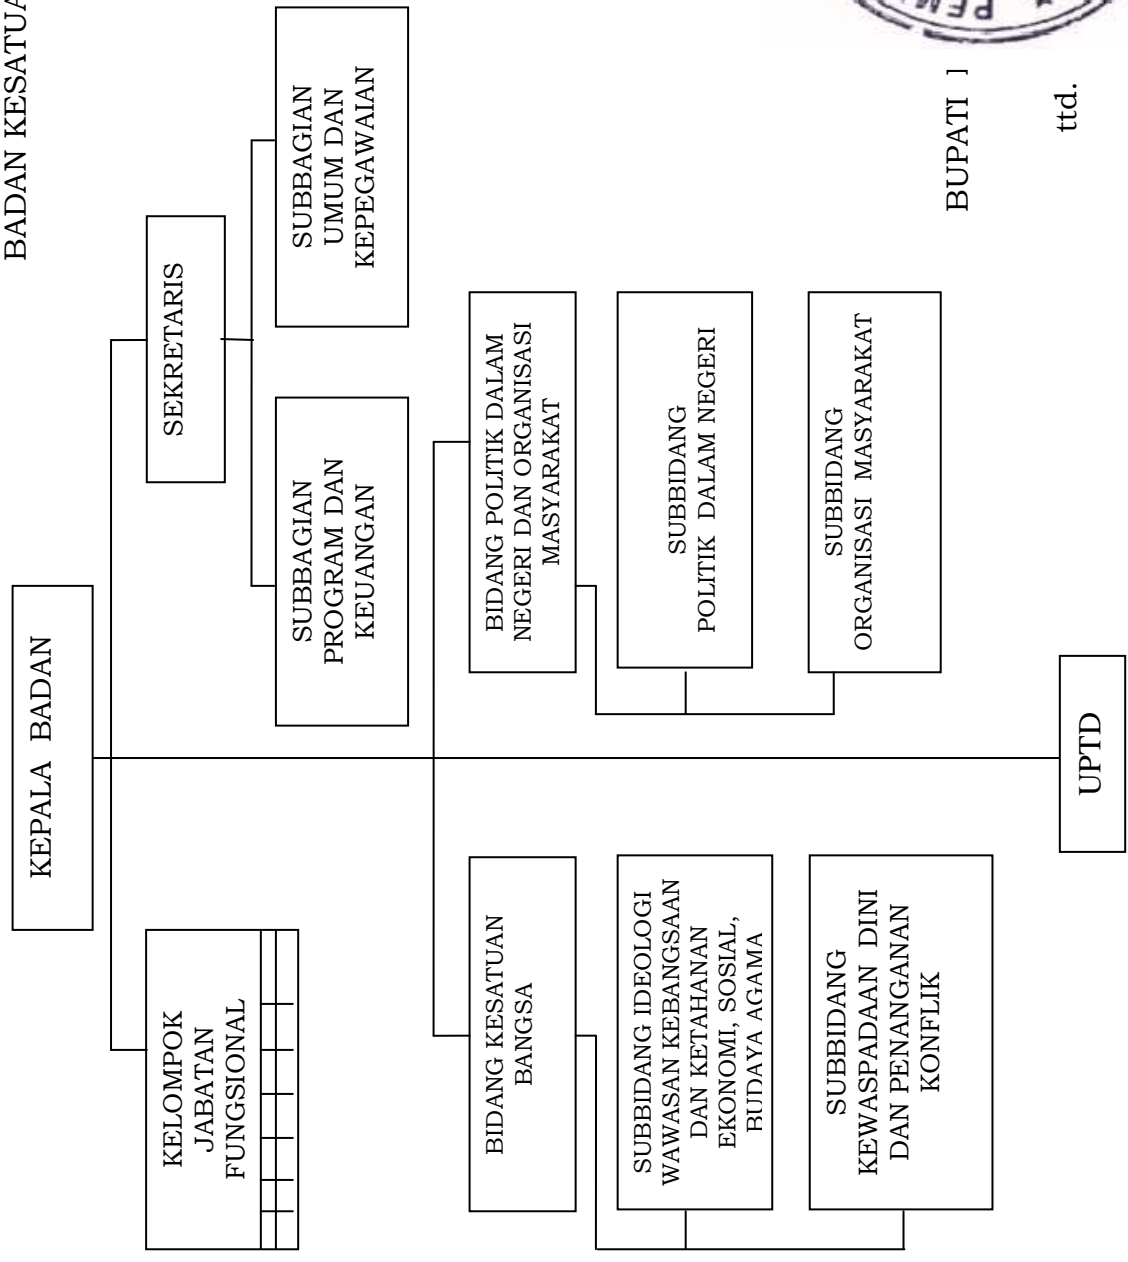 BADAN KESATUA
KEPALA BADAN
KELOMPOK
JABATAN
FUNGSIONAL
SEKRETARIS
SUBBAGIAN
PROGRAM DAN
KEUANGAN
SUBBAGIAN
UMUM DAN
KEPEGAWAIAN
BIDANG KESATUAN
BANGSA
SUBBIDANG IDEOLOGI
WAWASAN KEBANGSAAN
DAN KETAHANAN
EKONOMI, SOSIAL,
BUDAYA AGAMA
SUBBIDANG
KEWASPADAAN DINI
DAN PENANGANAN
KONFLIK
BIDANG POLITIK DALAM
NEGERI DAN ORGANISASI
MASYARAKAT
SUBBIDANG
POLITIK DALAM NEGERI
SUBBIDANG
ORGANISASI MASYARAKAT
UPTD
BUPATI
ttd.
PEM